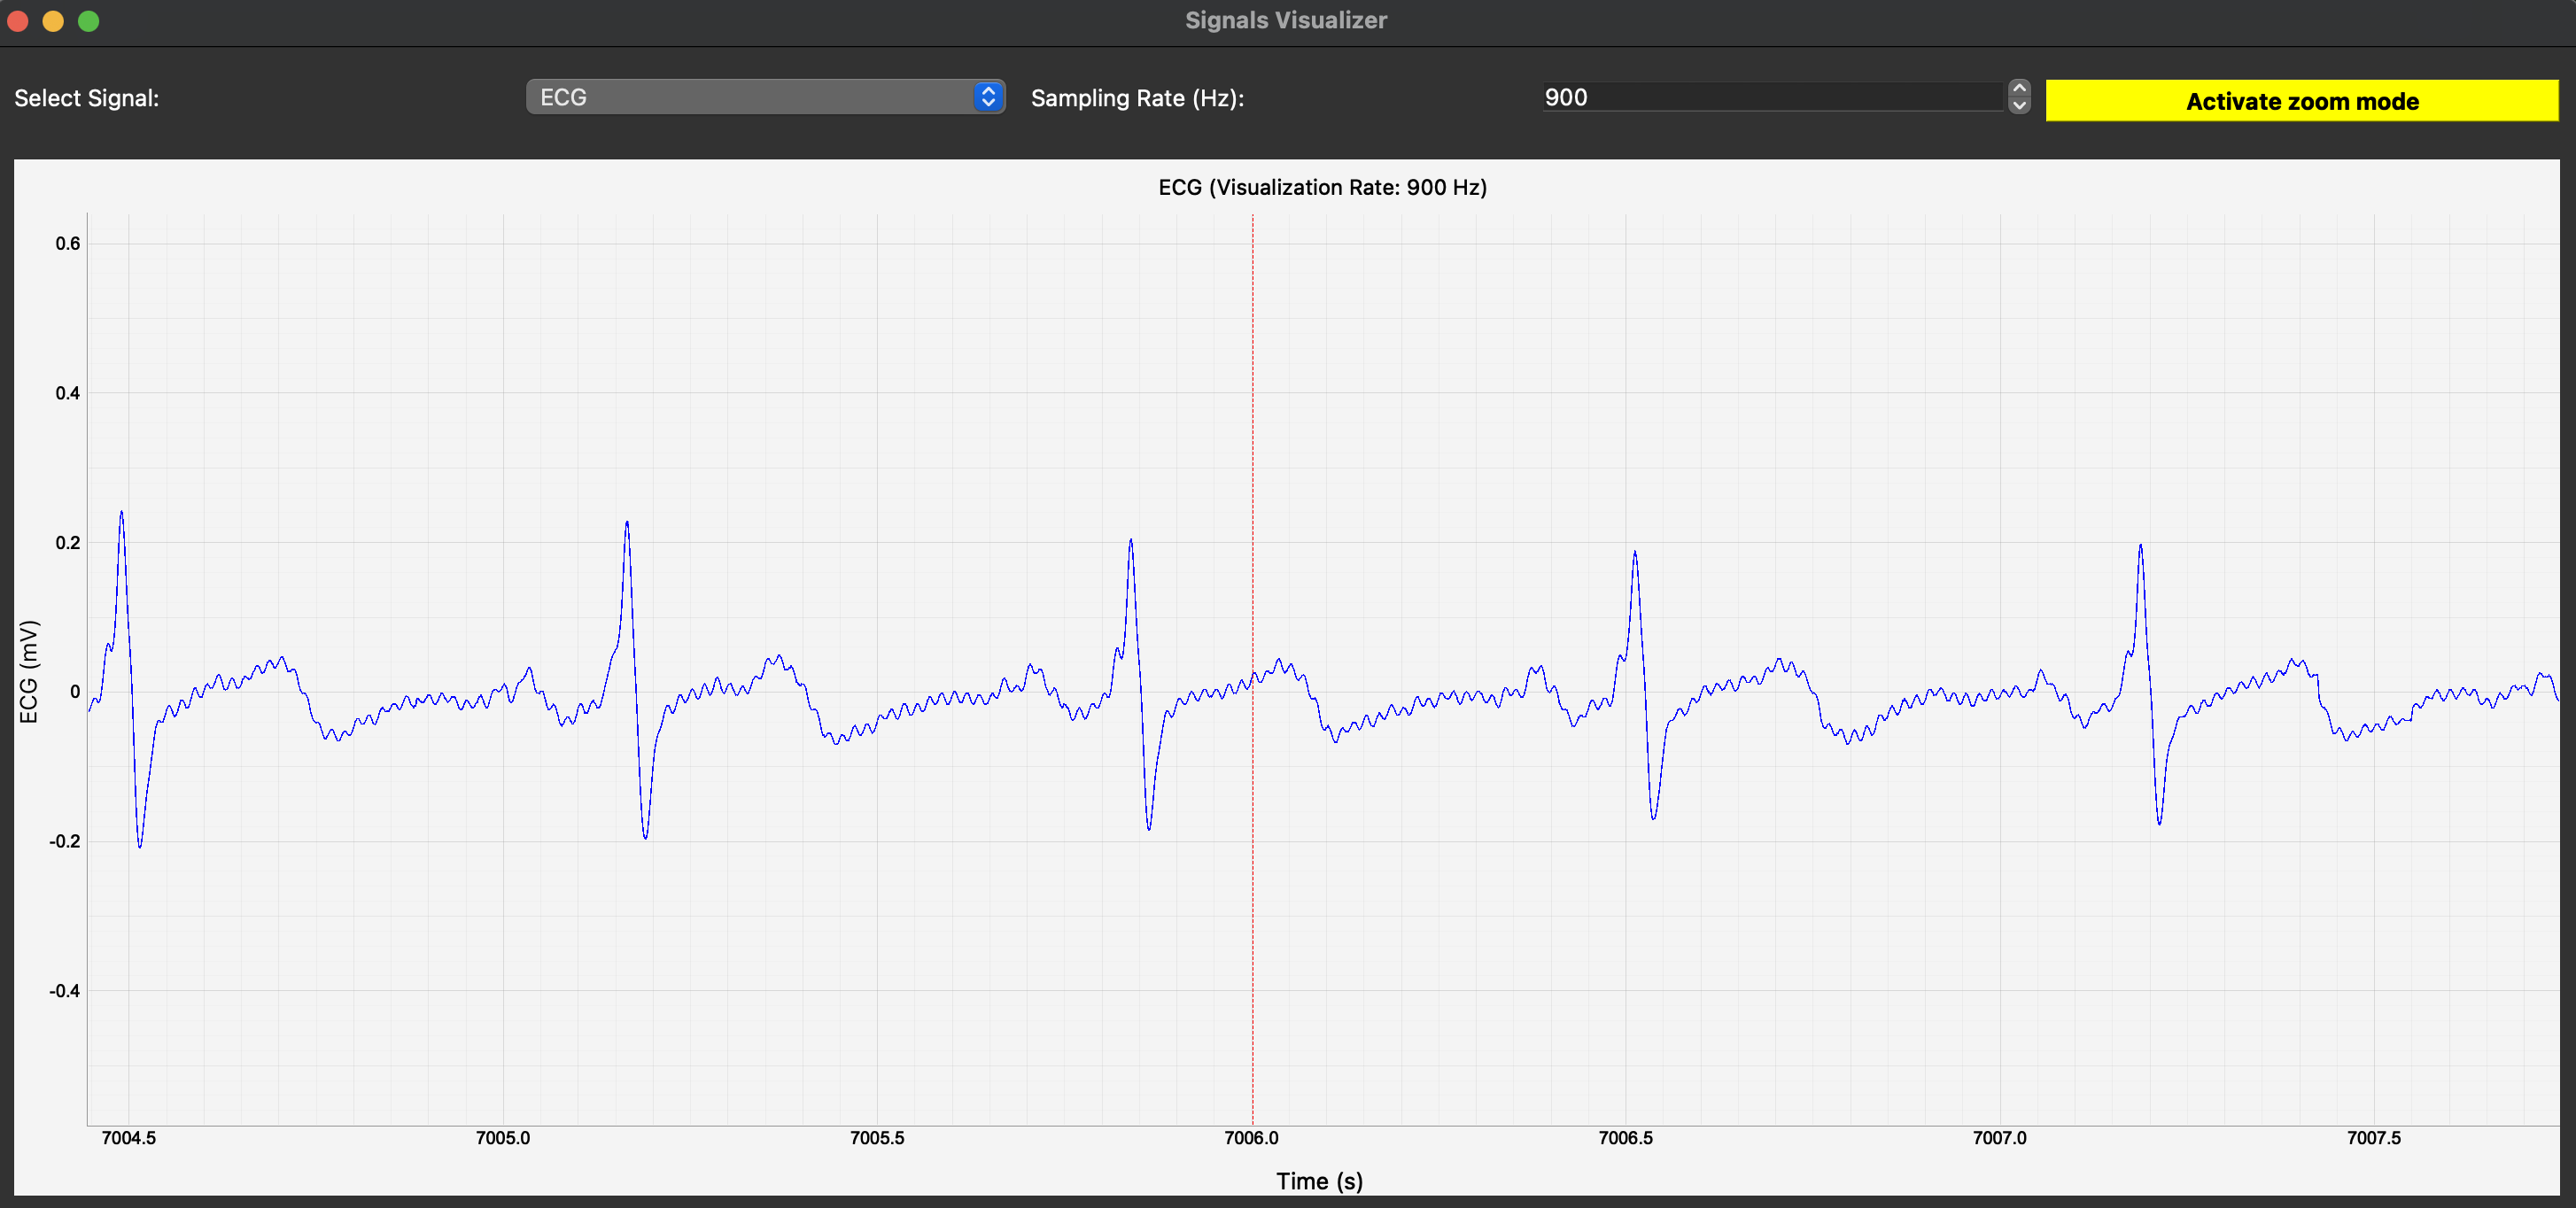 Signals Visualizer
Select Signal: ECG Sampling Rate (Hz): 900 Activate zoom mode
ECG (Visualization Rate: 900 Hz)
0.6
0.4
0.2
0
-0.2
-0.4
ECG (mV)
7004.5 7005.0 7005.5 7006.0 7006.5 7007.0 7007.5
Time (s)